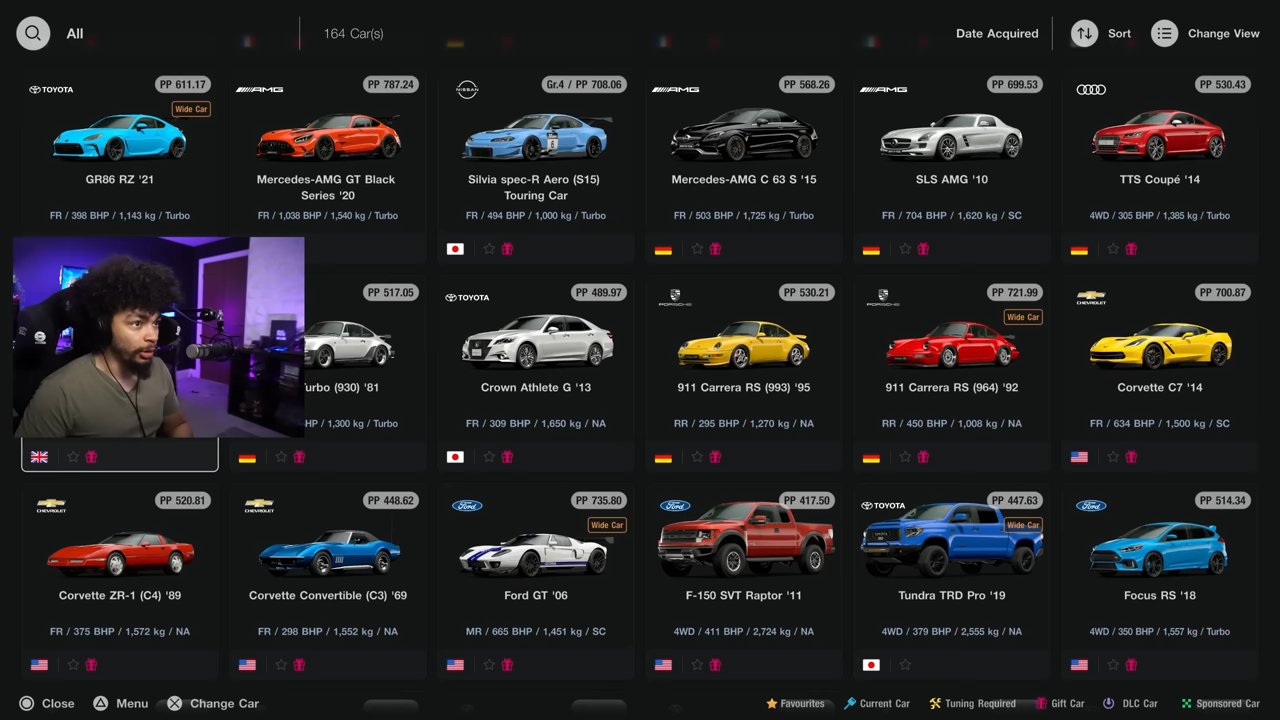 All
164 Car(s)
Date Acquired
Sort
Change View
TOYOTA
PP 611.17
Wide Car
GR86 RZ '21
FR / 398 BHP / 1,143 kg / Turbo
AMG
PP 787.24
Mercedes-AMG GT Black
Series '20
FR / 1,038 BHP / 1,540 kg / Turbo
NISSAN
Gr.4 / PP 708.06
Silvia spec-R Aero (S15)
Touring Car
FR / 494 BHP / 1,000 kg / Turbo
AMG
PP 568.26
Mercedes-AMG C 63 S '15
FR / 503 BHP / 1,725 kg / Turbo
AMG
PP 699.53
SLS AMG '10
FR / 704 BHP / 1,620 kg / SC
PP 530.43
TTS Coupé '14
4WD / 305 BHP / 1,385 kg / Turbo
PP 517.05
Turbo (930) '81
HP / 1,300 kg / Turbo
TOYOTA
PP 489.97
Crown Athlete G '13
FR / 309 BHP / 1,650 kg / NA
PORSCHE
PP 530.21
911 Carrera RS (993) '95
RR / 295 BHP / 1,270 kg / NA
PORSCHE
PP 721.99
Wide Car
911 Carrera RS (964) '92
RR / 450 BHP / 1,008 kg / NA
CHEVROLET
PP 700.87
Corvette C7 '14
FR / 634 BHP / 1,500 kg / SC
CHEVROLET
PP 520.81
Corvette ZR-1 (C4) '89
FR / 375 BHP / 1,572 kg / NA
CHEVROLET
PP 448.62
Corvette Convertible (C3) '69
FR / 298 BHP / 1,552 kg / NA
Ford
PP 735.80
Wide Car
Ford GT '06
MR / 665 BHP / 1,451 kg / SC
Ford
PP 417.50
F-150 SVT Raptor '11
4WD / 411 BHP / 2,724 kg / NA
TOYOTA
PP 447.63
Wide Car
Tundra TRD Pro '19
4WD / 379 BHP / 2,555 kg / NA
Ford
PP 514.34
Focus RS '18
4WD / 350 BHP / 1,557 kg / Turbo
Close
Menu
Change Car
Favourites
Current Car
Tuning Required
Gift Car
DLC Car
Sponsored Car